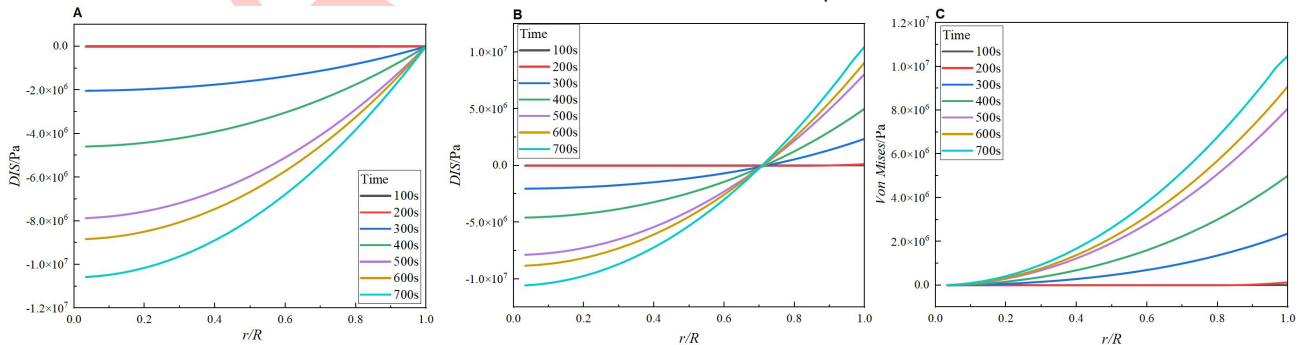 A
DIS/Pa
0.0
-2.0×10⁶
-4.0×10⁶
-6.0×10⁶
-8.0×10⁶
-1.0×10⁷
-1.2×10⁷
0.0 0.2 0.4 0.6 0.8 1.0
r/R
Time
100s
200s
300s
400s
500s
600s
700s
B
DIS/Pa
1.0×10⁷
5.0×10⁶
0.0
-5.0×10⁶
-1.0×10⁷
0.0 0.2 0.4 0.6 0.8 1.0
r/R
Time
100s
200s
300s
400s
500s
600s
700s
C
Von Mises/Pa
1.2×10⁷
1.0×10⁷
8.0×10⁶
6.0×10⁶
4.0×10⁶
2.0×10⁶
0.0
0.0 0.2 0.4 0.6 0.8 1.0
r/R
Time
100s
200s
300s
400s
500s
600s
700s